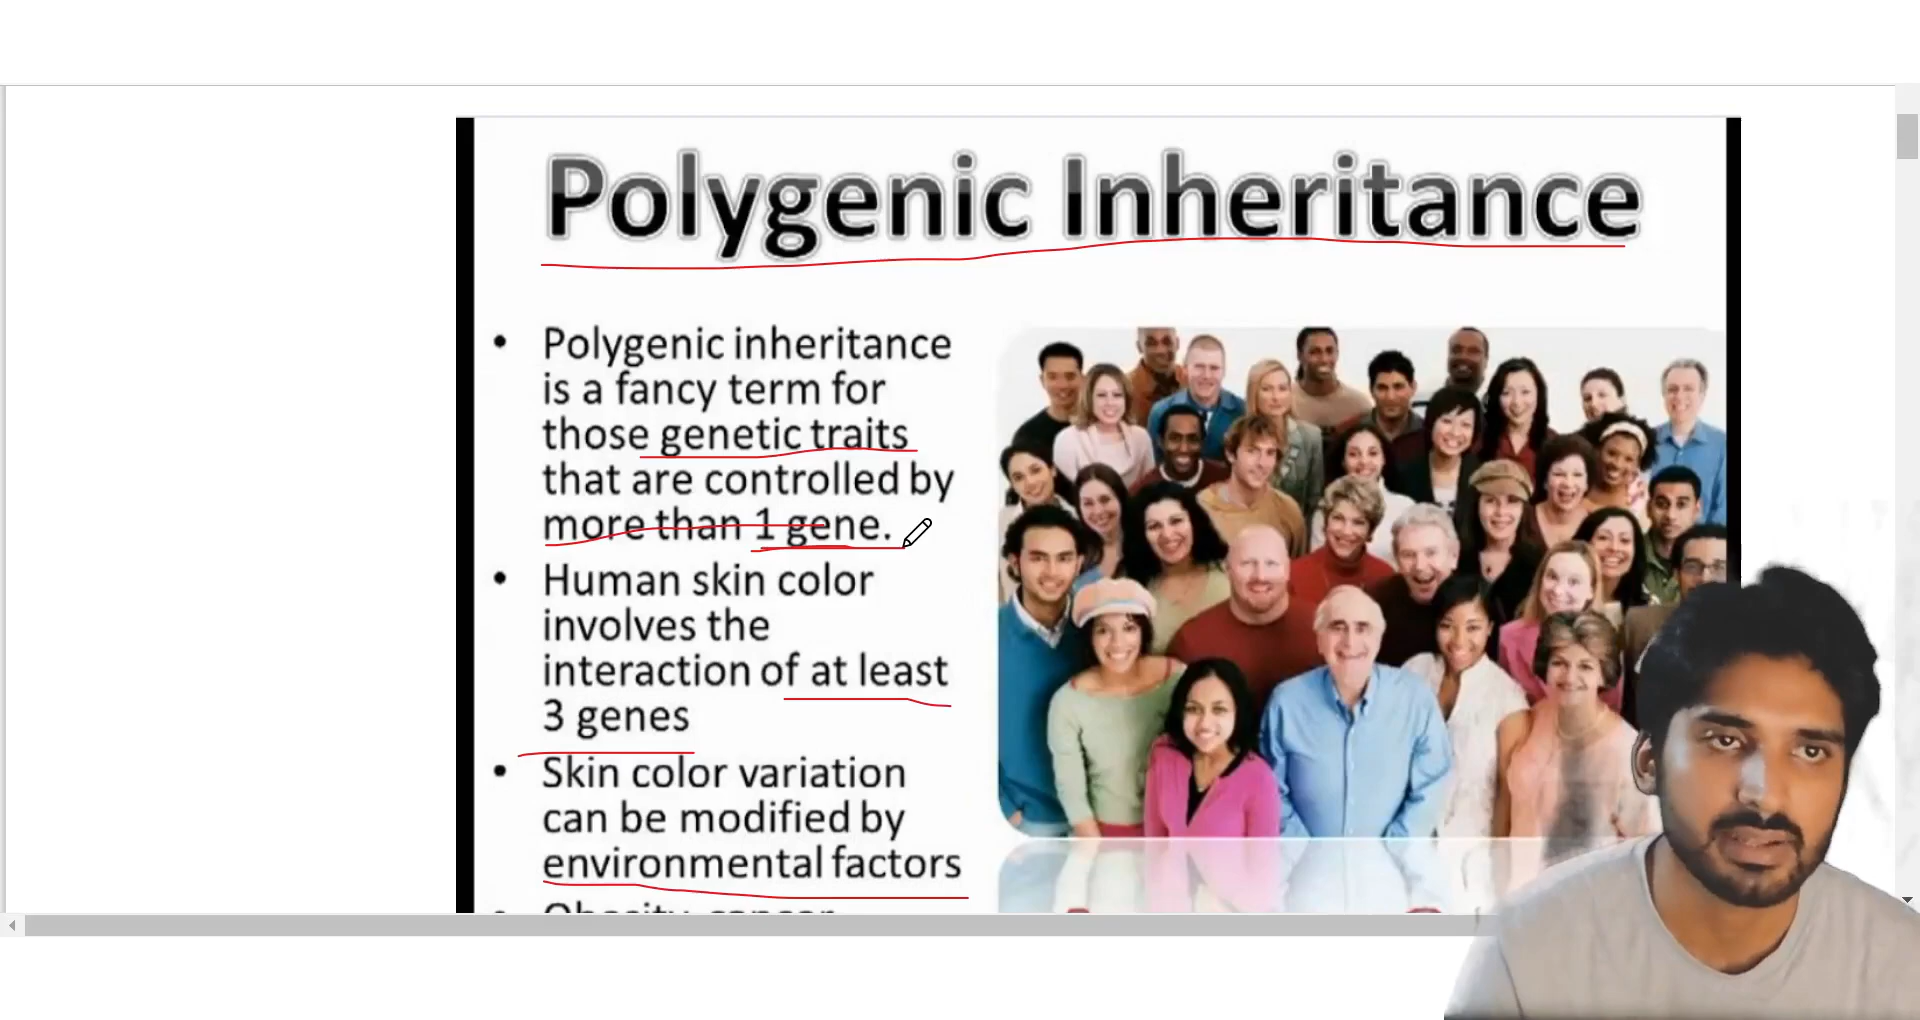 Polygenic Inheritance
• Polygenic inheritance
is a fancy term for
those genetic traits
that are controlled by
more than 1 gene.
• Human skin color
involves the
interaction of at least
3 genes
• Skin color variation
can be modified by
environmental factors
• Obesity, cancer